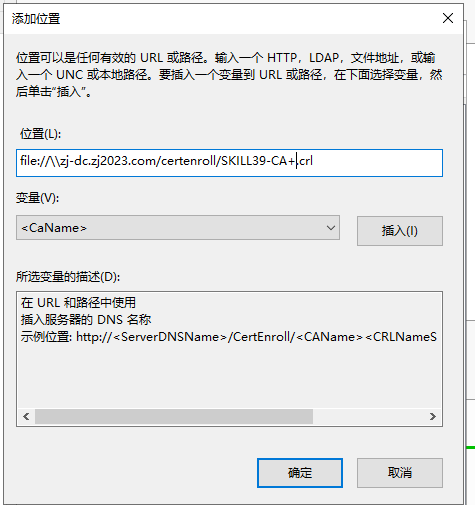 添加位置
位置可以是任何有效的 URL 或路径。输入一个 HTTP，LDAP，文件地址，或输
入一个 UNC 或本地路径。要插入一个变量到 URL 或路径，在下面选择变量，然
后单击“插入”。
位置(L):
file://\\zj-dc.zj2023.com/certenroll/SKILL39-CA+.crl
变量(V):
<CaName>
插入(I)
所选变量的描述(D):
在 URL 和路径中使用
插入服务器的 DNS 名称
示例位置: http://<ServerDNSName>/CertEnroll/<CAName><CRLNameS
确定
取消